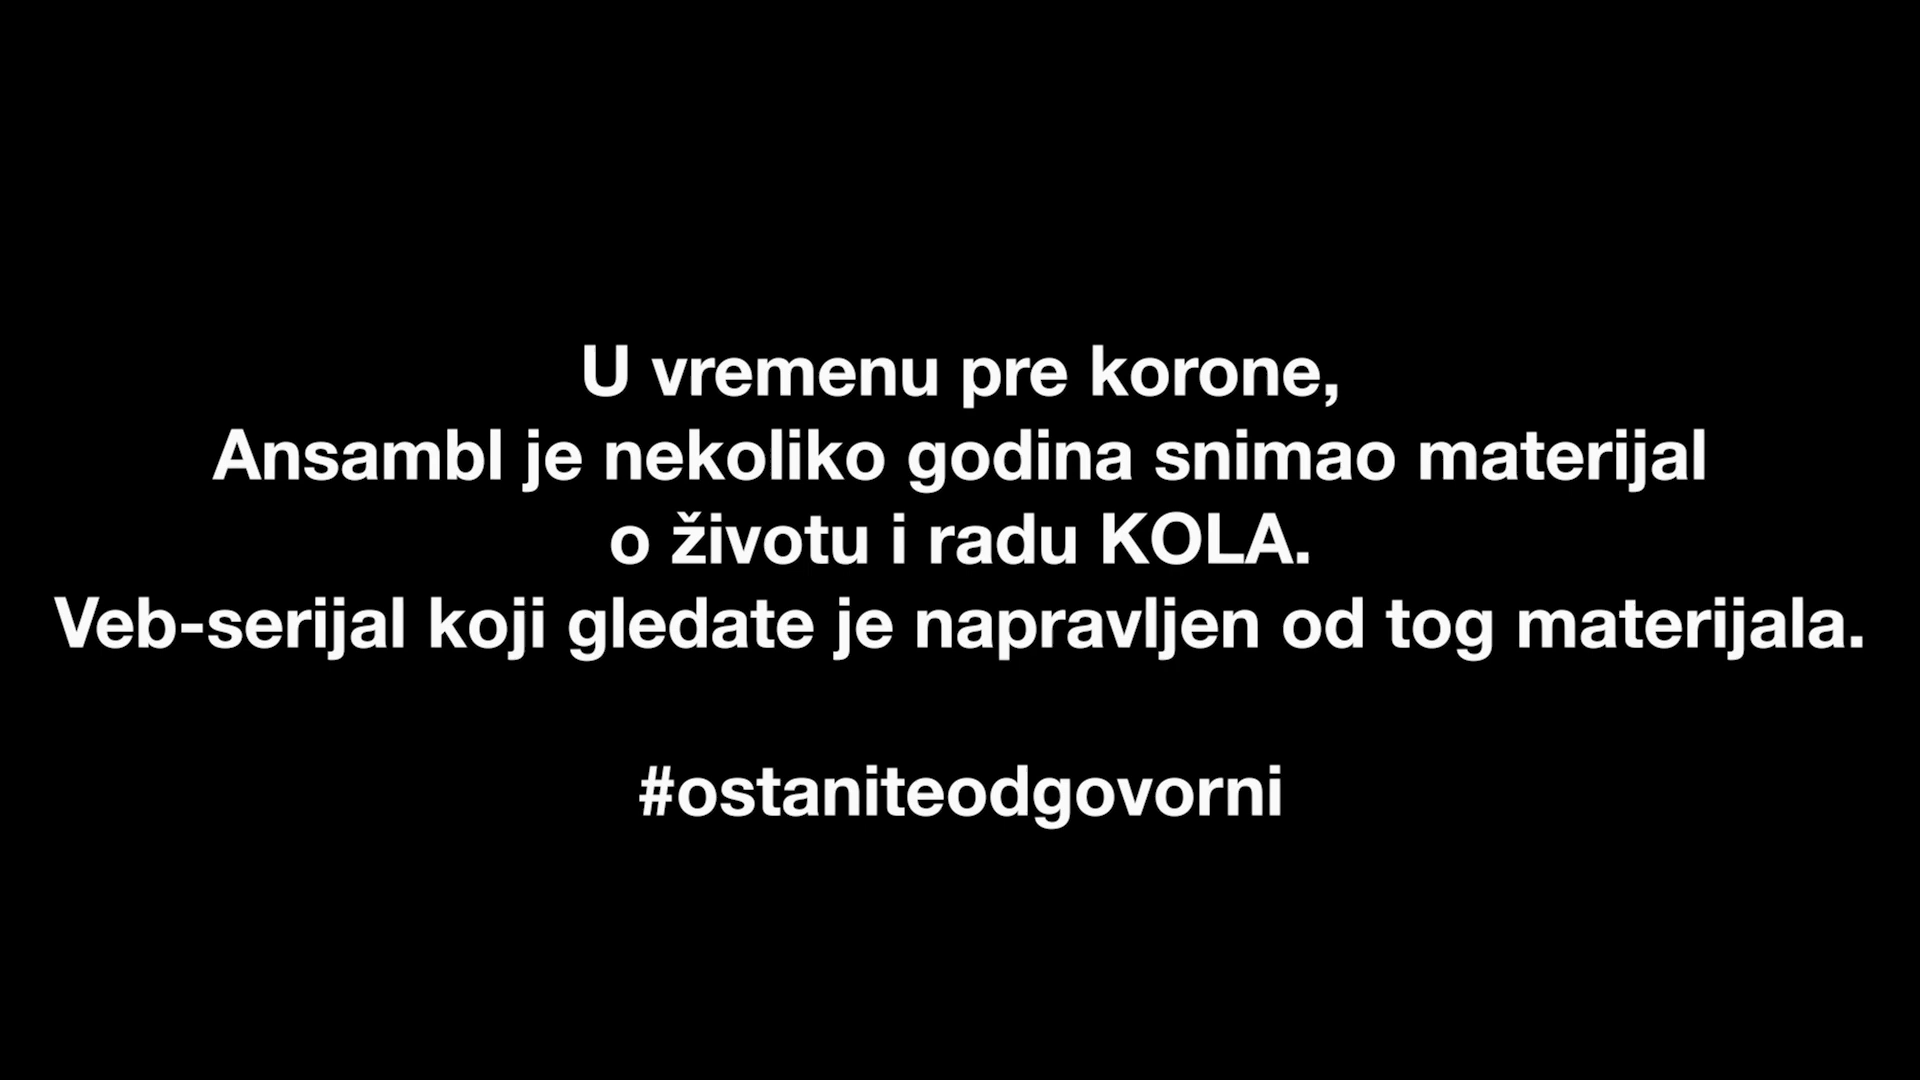 U vremenu pre korone,
Ansambl je nekoliko godina snimao materijal
o životu i radu KOLA.
Veb-serijal koji gledate je napravljen od tog materijala.
#ostaniteodgovorni